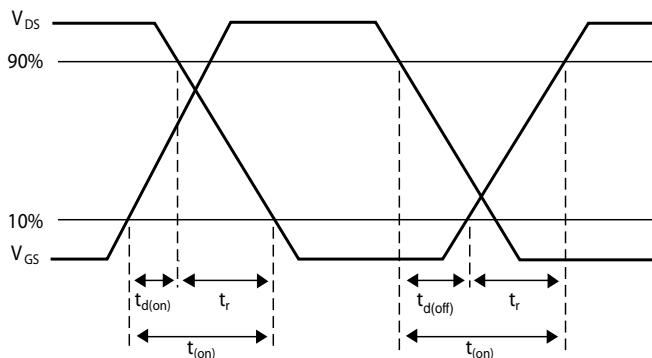 V_DS
90%
10%
V_GS
t_d(on) t_r t_d(off) t_r
t_(on) t_(on)